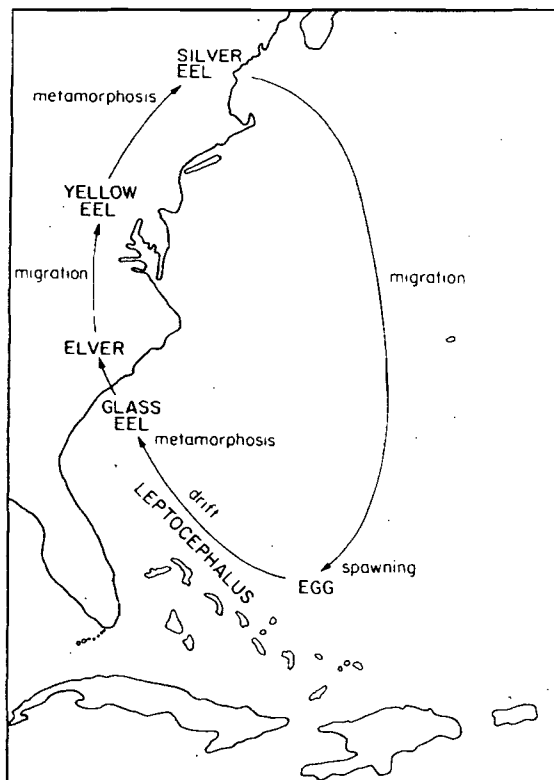 SILVER
EEL
metamorphosis
YELLOW
EEL
migration
migration
ELVER
GLASS
EEL
metamorphosis
drift
LEPTOCEPHALUS
spawning
EGG